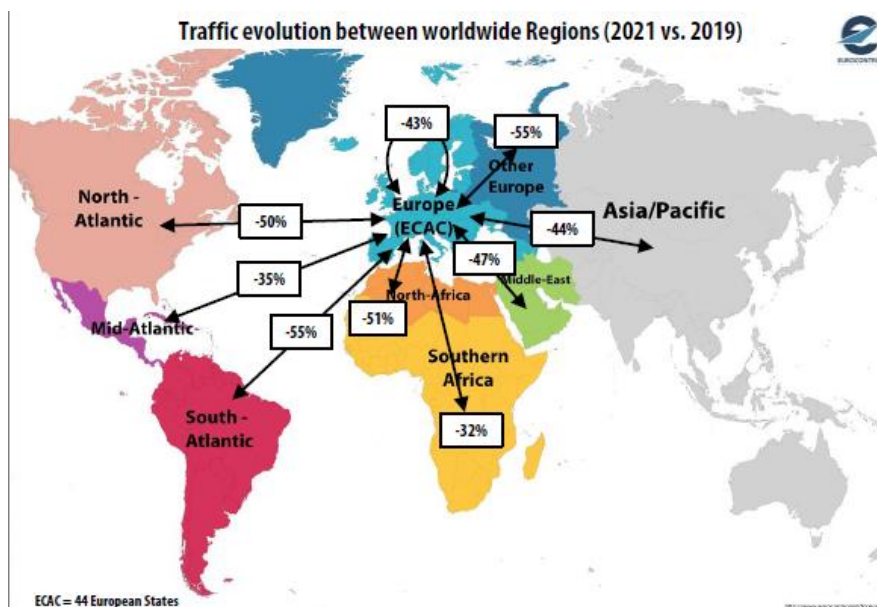 Traffic evolution between worldwide Regions (2021 vs. 2019)
EUROCONTROL
-43%
-55%
Other
Europe
North -
Atlantic
Europe
(ECAC)
Asia/Pacific
-50%
-44%
-35%
-47%
Middle-East
North-Africa
Mid-Atlantic
-55%
-51%
Southern
Africa
South -
Atlantic
-32%
ECAC = 44 European States